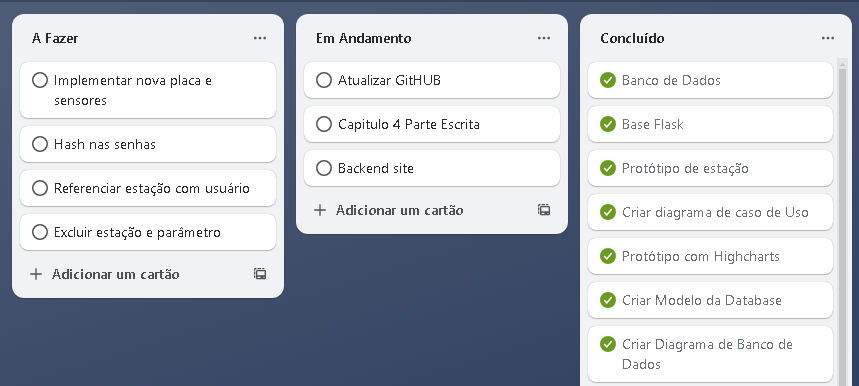 A Fazer
Implementar nova placa e
sensores
Hash nas senhas
Referenciar estação com usuário
Excluir estação e parámetro
Adicionar um cartão
Em Andamento
Atualizar GitHUB
Capitulo 4 Parte Escrita
Backend site
Adicionar um cartão
Concluído
Banco de Dados
Base Flask
Protótipo de estação
Criar diagrama de caso de Uso
Protótipo com Highcharts
Criar Modelo da Database
Criar Diagrama de Banco de
Dados